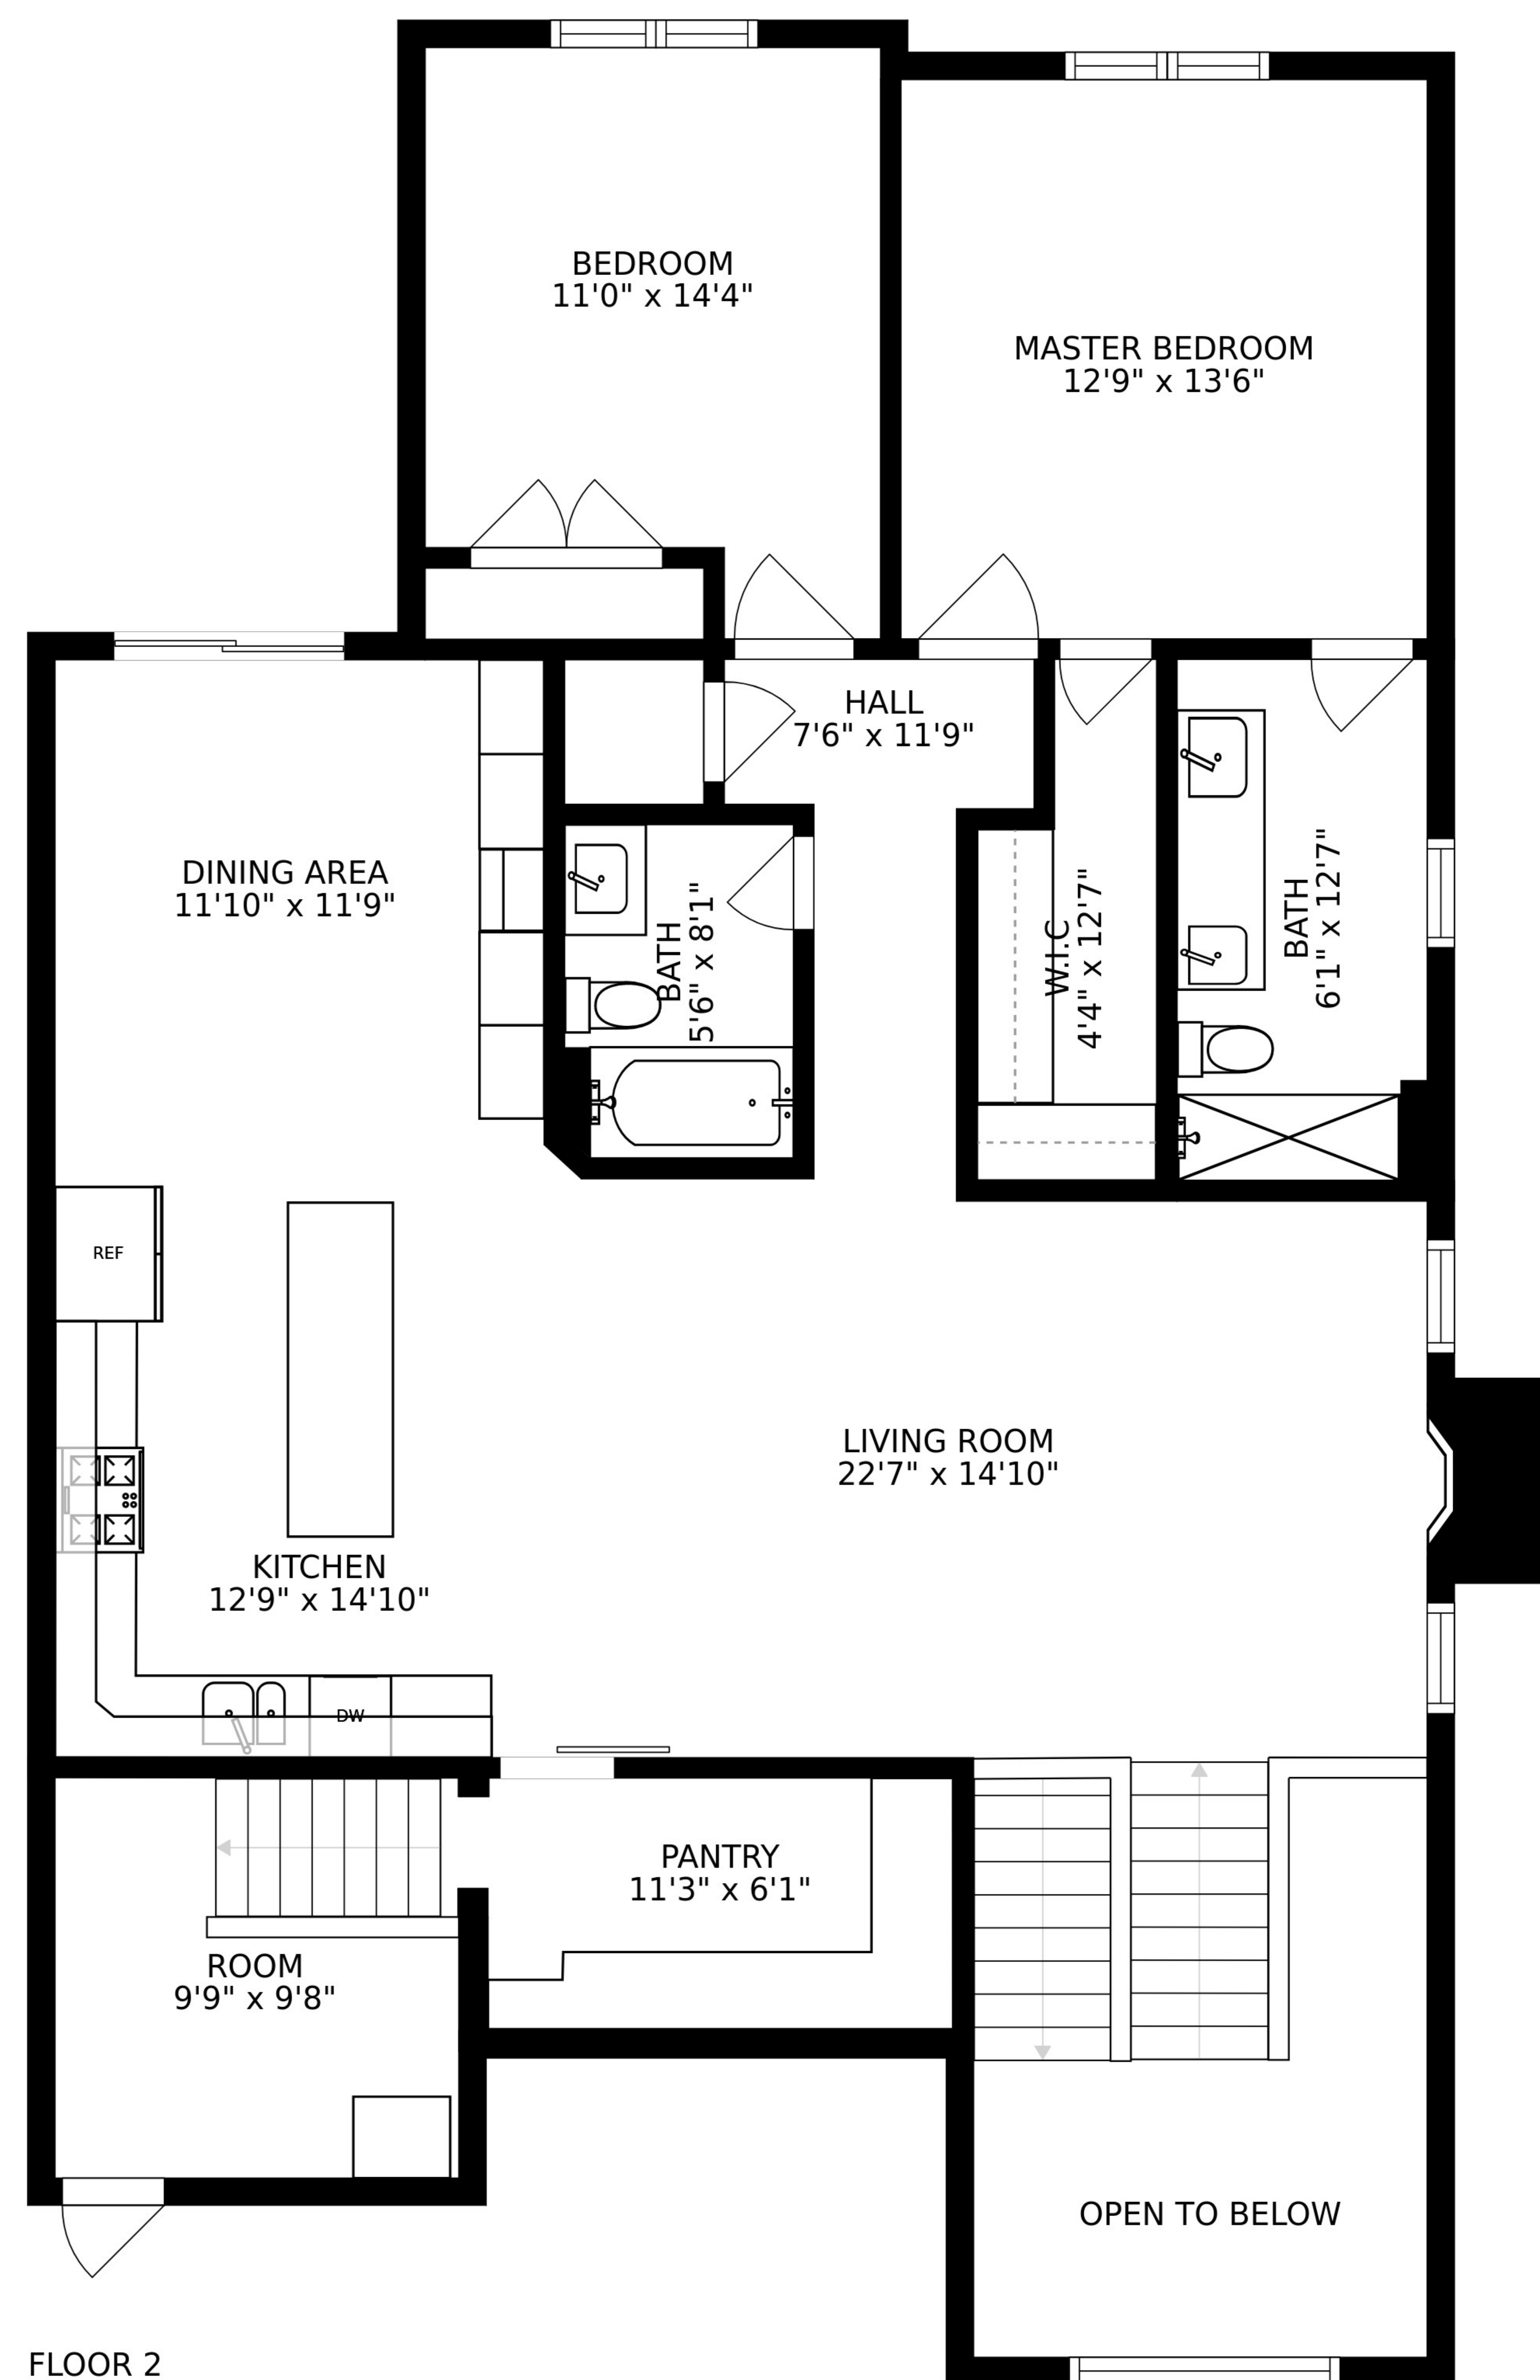 BEDROOM
11'0" x 14'4"
MASTER BEDROOM
12'9" x 13'6"
HALL
7'6" x 11'9"
DINING AREA
11'10" x 11'9"
BATH
5'6" x 8'1"
W.I.C
4'4" x 12'7"
BATH
6'1" x 12'7"
REF
LIVING ROOM
22'7" x 14'10"
KITCHEN
12'9" x 14'10"
DW
PANTRY
11'3" x 6'1"
ROOM
9'9" x 9'8"
OPEN TO BELOW
FLOOR 2